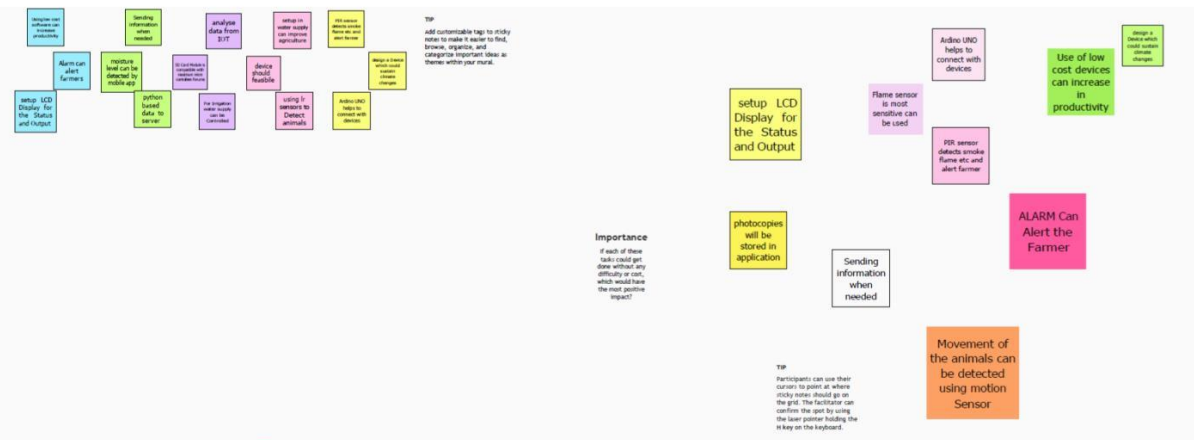 Using low cost
software can
increase
productivity
Alarm can
alert
farmers
setup LCD
Display for
the Status
and Output
Sending
information
when
needed
moisture
level can be
detected by
mobile app
python
based
data to
server
analyse
data from
SD Card Module is
compatible with
For Irrigation
water supply
can be
Controlled
setup in
water supply
can improve
agriculture
device
should
feasible
using Ir
sensors to
Detect
animals
PIR sensor
detects smoke
flame etc and
alert farmer
design a Device
which could
sustain
climate
changes
Ardino UNO
helps to
connect with
devices
TIP
Add customizable tags to sticky
notes to make it easier to find,
browse, organize, and
categorize important ideas as
themes within your mural.
Importance
If each of these
tasks could get
done without any
difficulty or cost,
which would have
the most positive
impact?
setup LCD
Display for
the Status
and Output
photocopies
will be
stored in
application
Sending
information
when
needed
Flame sensor
is most
sensitive can
be used
Ardino UNO
helps to
connect with
devices
PIR sensor
detects smoke
flame etc and
alert farmer
Use of low
cost devices
can increase
in
productivity
design a
Device which
could sustain
climate
changes
ALARM Can
Alert the
Farmer
Movement of
the animals can
be detected
using motion
Sensor
TIP
Participants can use their
cursors to point at where
sticky notes should go on
the grid. The facilitator can
confirm the spot by using
the laser pointer holding the
H key on the keyboard.